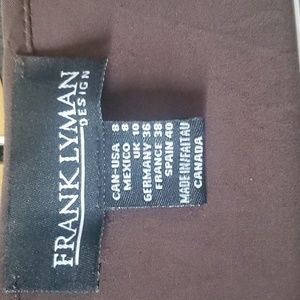 FRANK LYMAN
DESIGN
CAN-USA 8
MEXICO 8
UK 10
GERMANY 36
FRANCE 38
SPAIN 40
MADE IN/FAIT AU
CANADA